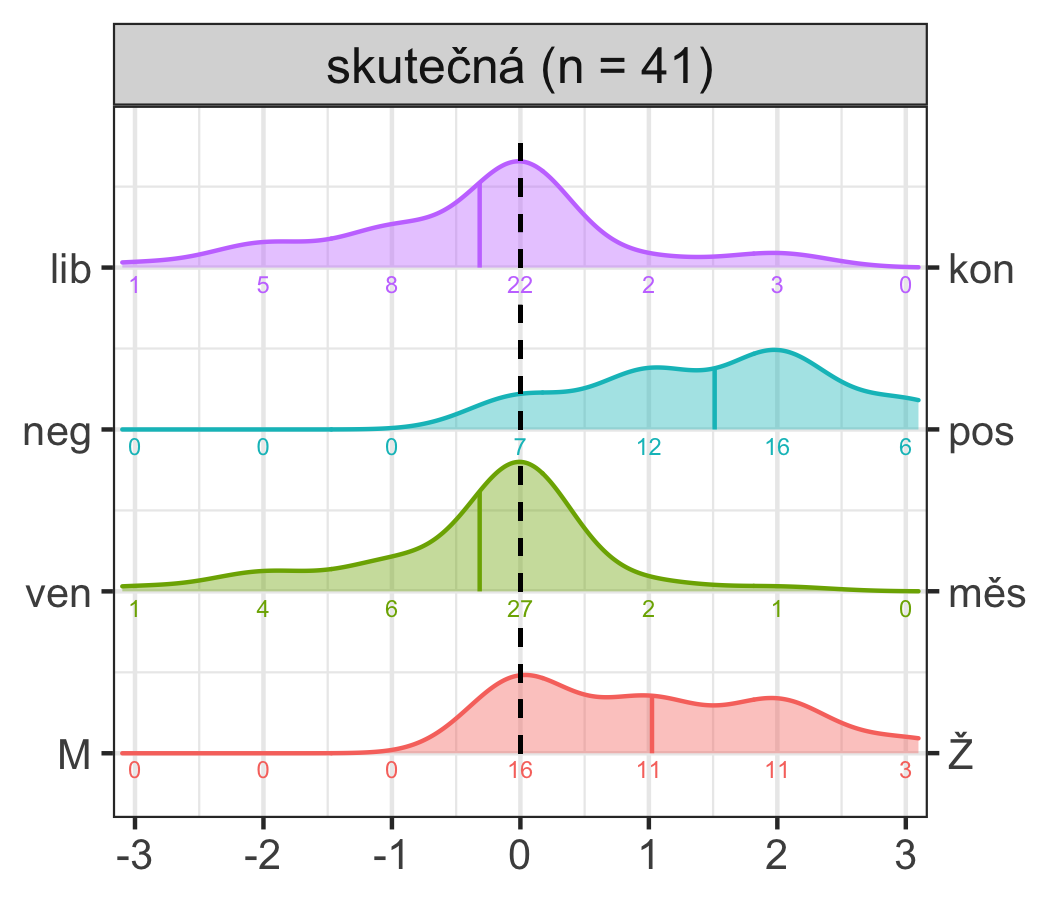 skutečná (n = 41)
lib kon
1 5 8 22 2 3 0
neg pos
0 0 0 7 12 16 6
ven měs
1 4 6 27 2 1 0
M Ž
0 0 0 16 11 11 3
-3 -2 -1 0 1 2 3